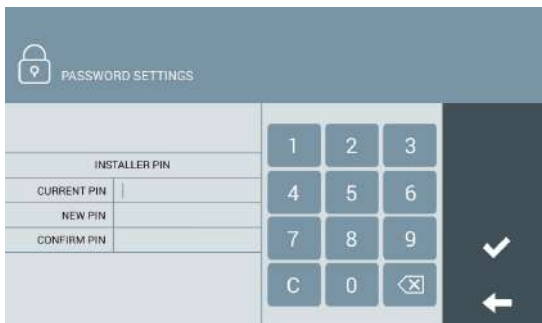 PASSWORD SETTINGS
INSTALLER PIN
CURRENT PIN
NEW PIN
CONFIRM PIN
1 2 3
4 5 6
7 8 9
C 0